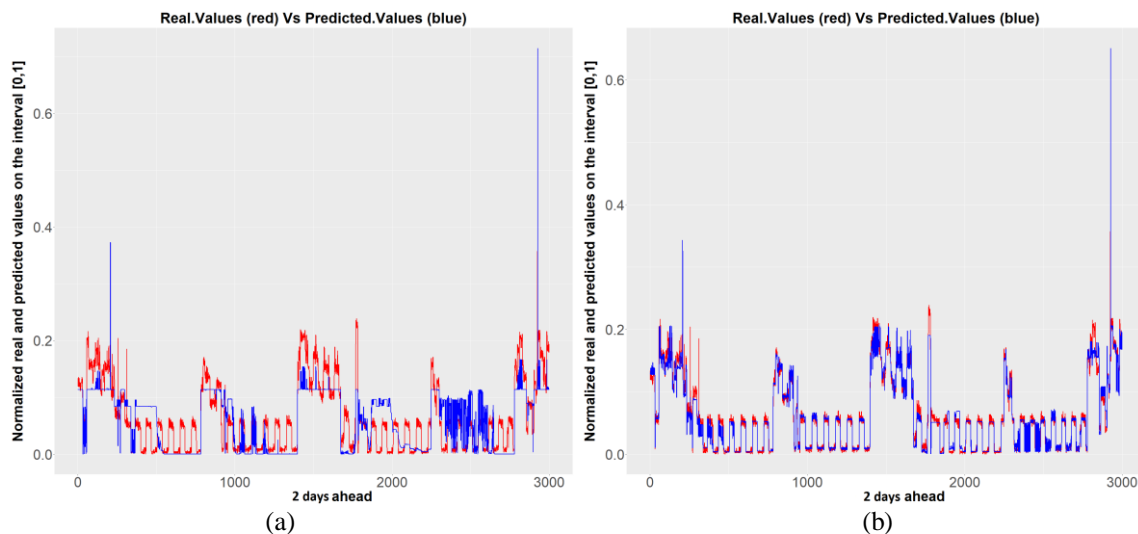 Real.Values (red) Vs Predicted.Values (blue)
Normalized real and predicted values on the interval [0,1]
0.6
0.4
0.2
0.0
0
1000
2000
3000
2 days ahead
(a)
Real.Values (red) Vs Predicted.Values (blue)
Normalized real and predicted values on the interval [0,1]
0.6
0.4
0.2
0.0
0
1000
2000
3000
2 days ahead
(b)